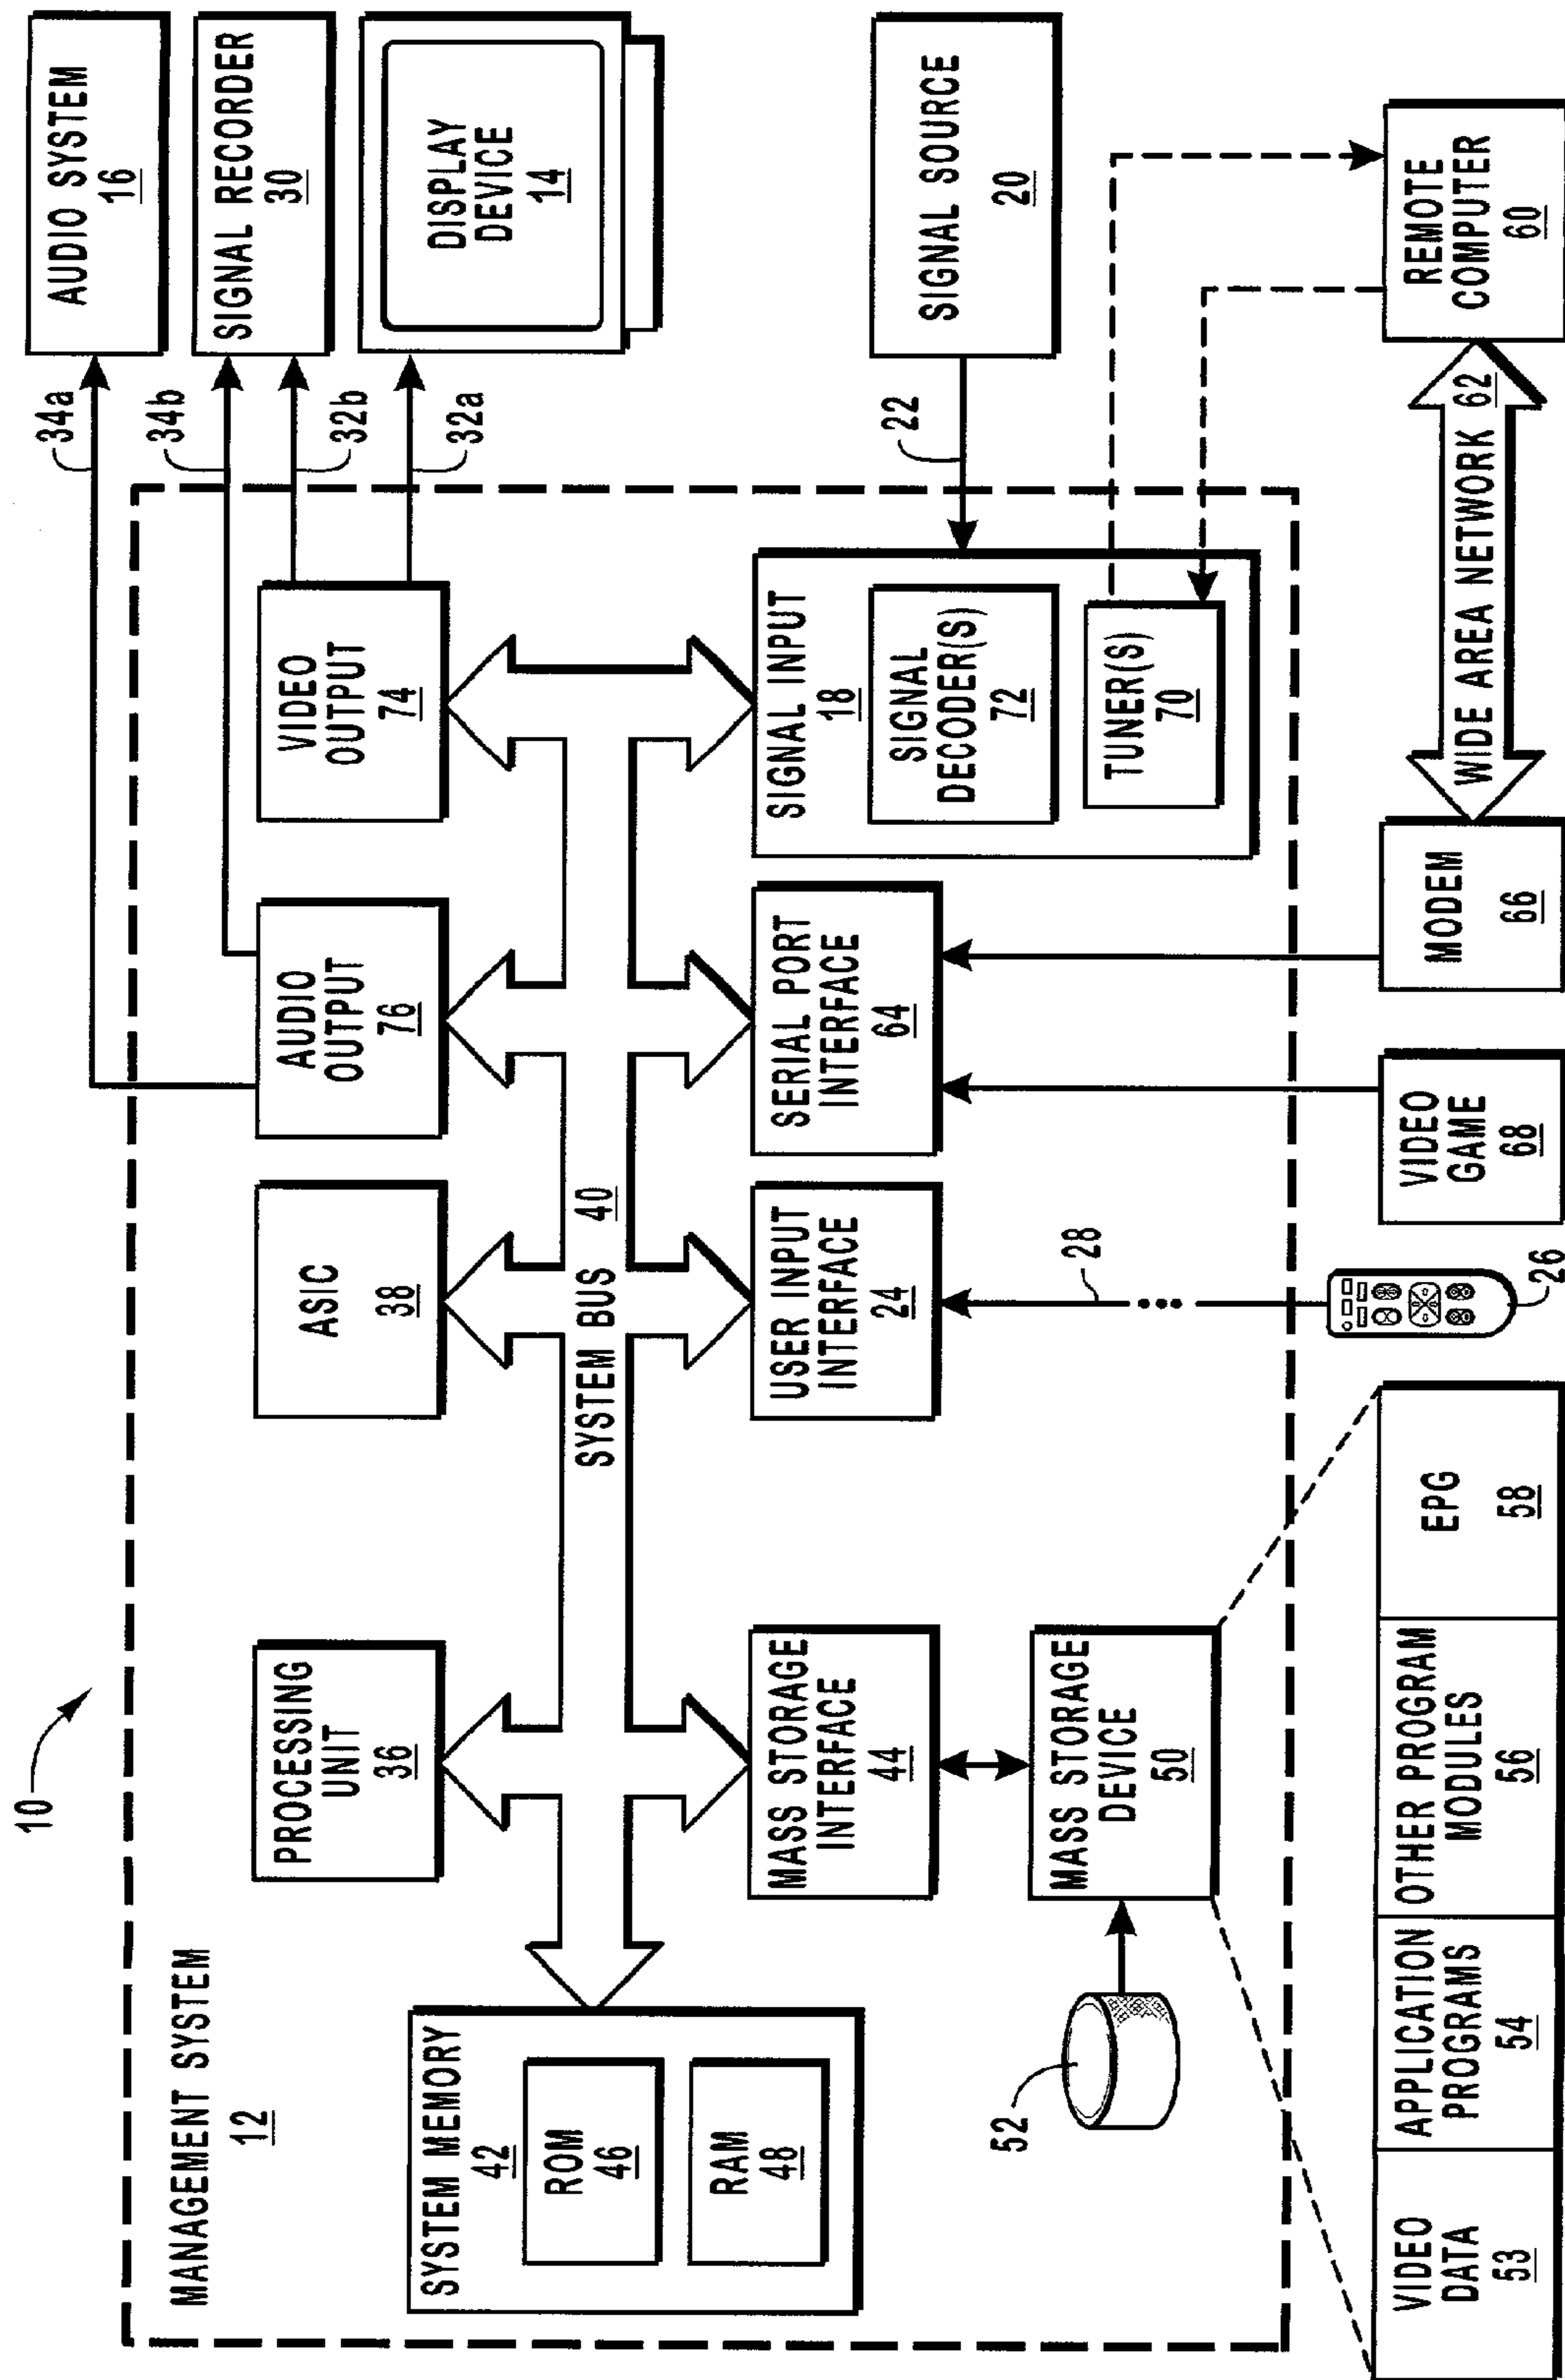 10
MANAGEMENT SYSTEM
12
AUDIO SYSTEM
16
SIGNAL RECORDER
30
DISPLAY
DEVICE
14
34a
34b
32b
32a
PROCESSING
UNIT
36
ASIC
38
AUDIO
OUTPUT
76
VIDEO
OUTPUT
74
SYSTEM MEMORY
42
ROM
46
RAM
48
SYSTEM BUS
40
MASS STORAGE
INTERFACE
44
USER INPUT
INTERFACE
24
SERIAL PORT
INTERFACE
64
SIGNAL INPUT
18
SIGNAL
DECODER(S)
72
TUNER(S)
70
22
SIGNAL SOURCE
20
52
MASS STORAGE
DEVICE
50
28
26
VIDEO
DATA
53
APPLICATION
PROGRAMS
54
OTHER PROGRAM
MODULES
56
EPG
58
VIDEO
GAME
68
MODEM
66
WIDE AREA NETWORK 62
REMOTE
COMPUTER
60